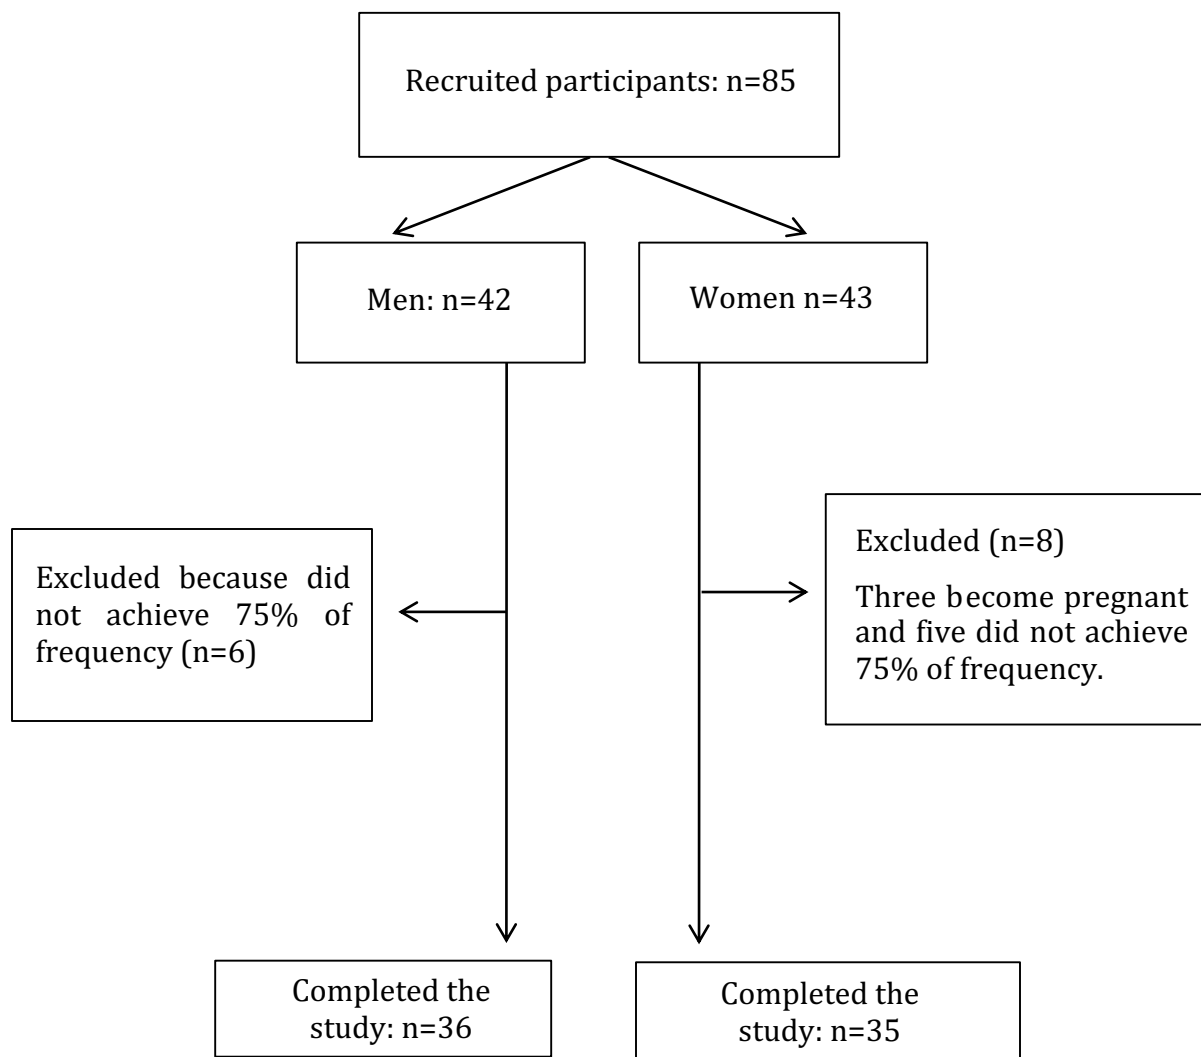 Recruited participants: n=85
Men: n=42
Women n=43
Excluded because did
not achieve 75% of
frequency (n=6)
Excluded (n=8)
Three become pregnant
and five did not achieve
75% of frequency.
Completed the
study: n=36
Completed the
study: n=35